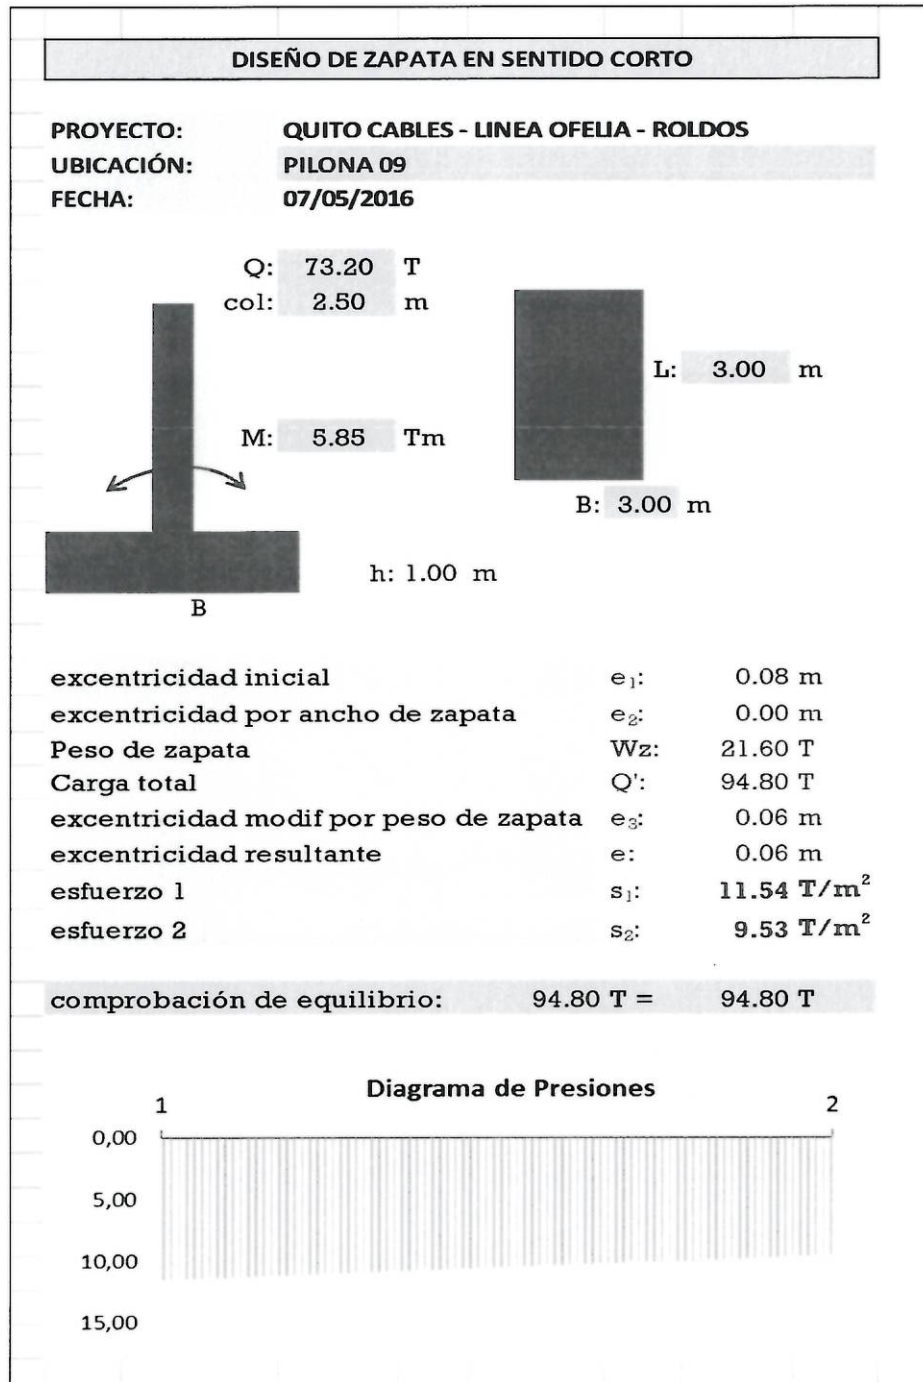 DISEÑO DE ZAPATA EN SENTIDO CORTO
PROYECTO: QUITO CABLES - LINEA OFELIA - ROLDOS
UBICACIÓN: PILONA 09
FECHA: 07/05/2016
Q: 73.20 T
col: 2.50 m
L: 3.00 m
M: 5.85 Tm
B: 3.00 m
h: 1.00 m
B
excentricidad inicial e₁: 0.08 m
excentricidad por ancho de zapata e₂: 0.00 m
Peso de zapata Wz: 21.60 T
Carga total Q': 94.80 T
excentricidad modif por peso de zapata e₃: 0.06 m
excentricidad resultante e: 0.06 m
esfuerzo 1 s₁: 11.54 T/m²
esfuerzo 2 s₂: 9.53 T/m²
comprobación de equilibrio: 94.80 T = 94.80 T
Diagrama de Presiones
1 2
0,00
5,00
10,00
15,00